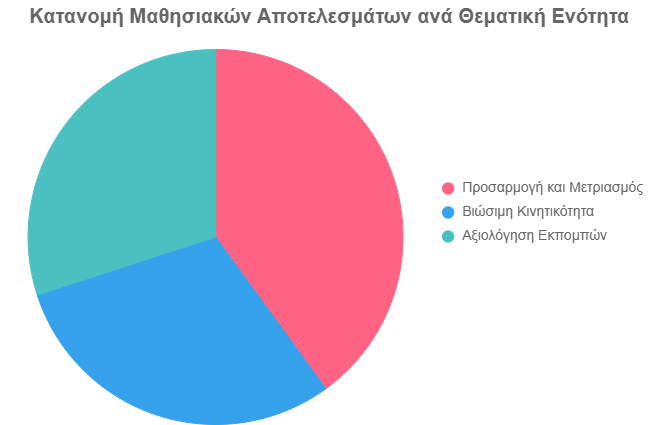 Κατανομή Μαθησιακών Αποτελεσμάτων ανά Θεματική Ενότητα
Προσαρμογή και Μετριασμός
Βιώσιμη Κινητικότητα
Αξιολόγηση Εκπομπών